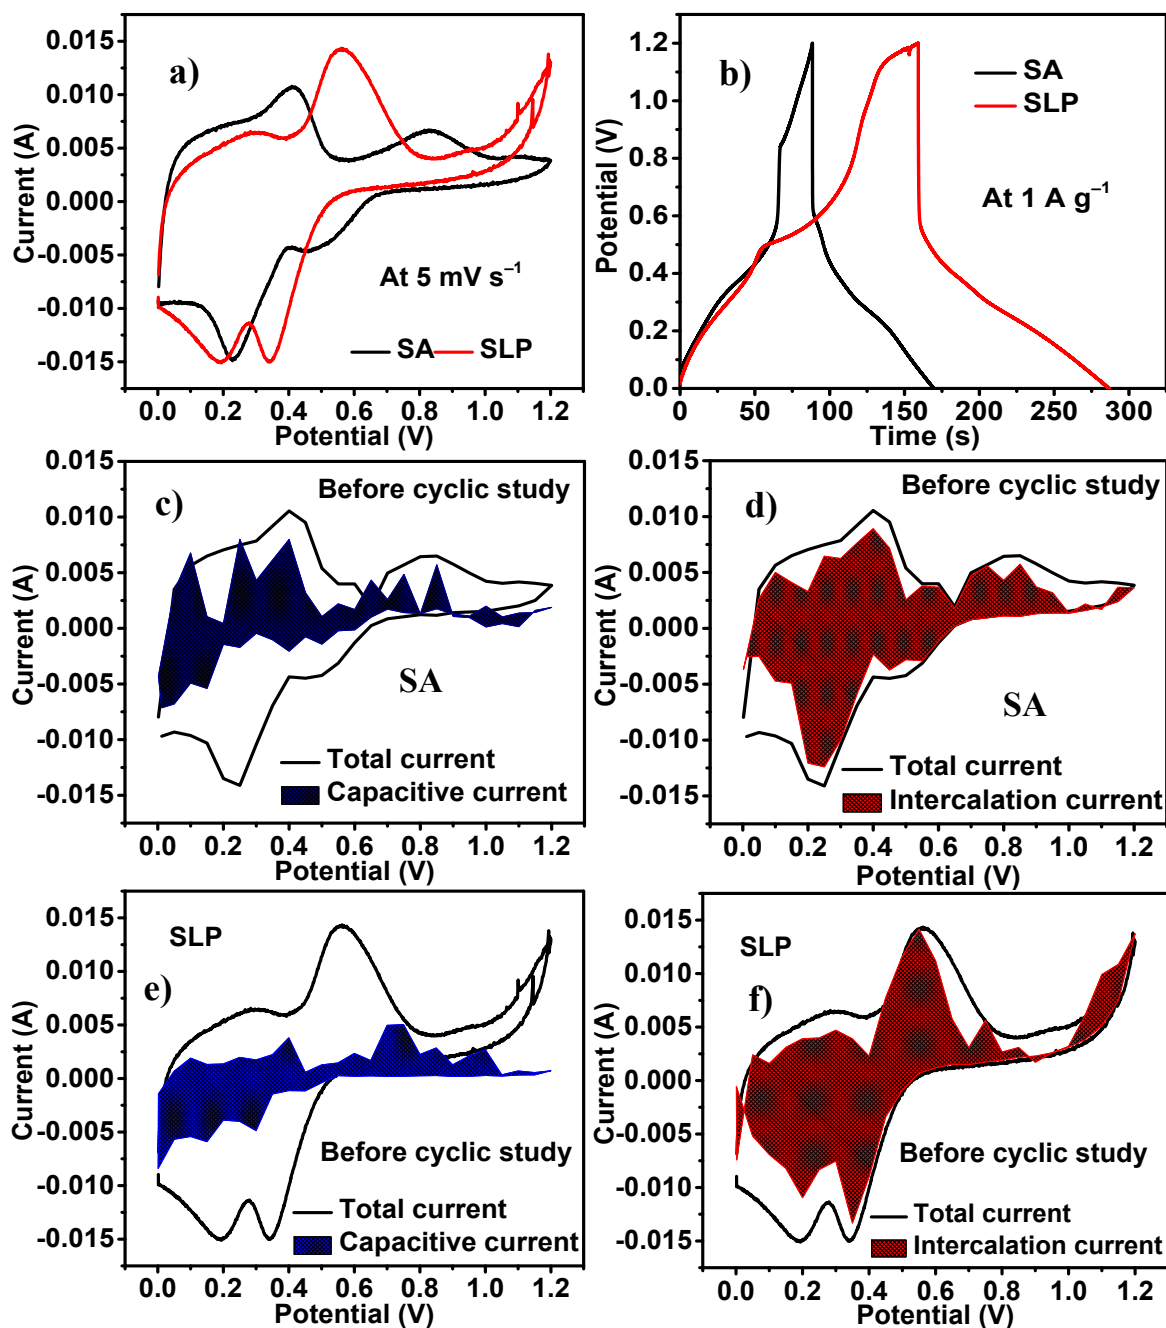 a)
0.015
0.010
0.005
0.000
-0.005
-0.010
-0.015
Current (A)
At 5 mV s⁻¹
SA SLP
0.0 0.2 0.4 0.6 0.8 1.0 1.2
Potential (V)
b)
SA
SLP
1.2
1.0
0.8
0.6
0.4
0.2
0.0
Potential (V)
At 1 A g⁻¹
0 50 100 150 200 250 300
Time (s)
c)
Before cyclic study
0.015
0.010
0.005
0.000
-0.005
-0.010
-0.015
Current (A)
SA
Total current
Capacitive current
0.0 0.2 0.4 0.6 0.8 1.0 1.2
Potential (V)
d)
Before cyclic study
0.015
0.010
0.005
0.000
-0.005
-0.010
-0.015
Current (A)
SA
Total current
Intercalation current
0.0 0.2 0.4 0.6 0.8 1.0 1.2
Potential (V)
SLP
e)
0.015
0.010
0.005
0.000
-0.005
-0.010
-0.015
Current (A)
Before cyclic study
Total current
Capacitive current
0.0 0.2 0.4 0.6 0.8 1.0 1.2
Potential (V)
SLP
f)
0.015
0.010
0.005
0.000
-0.005
-0.010
-0.015
Current (A)
Before cyclic study
Total current
Intercalation current
0.0 0.2 0.4 0.6 0.8 1.0 1.2
Potential (V)